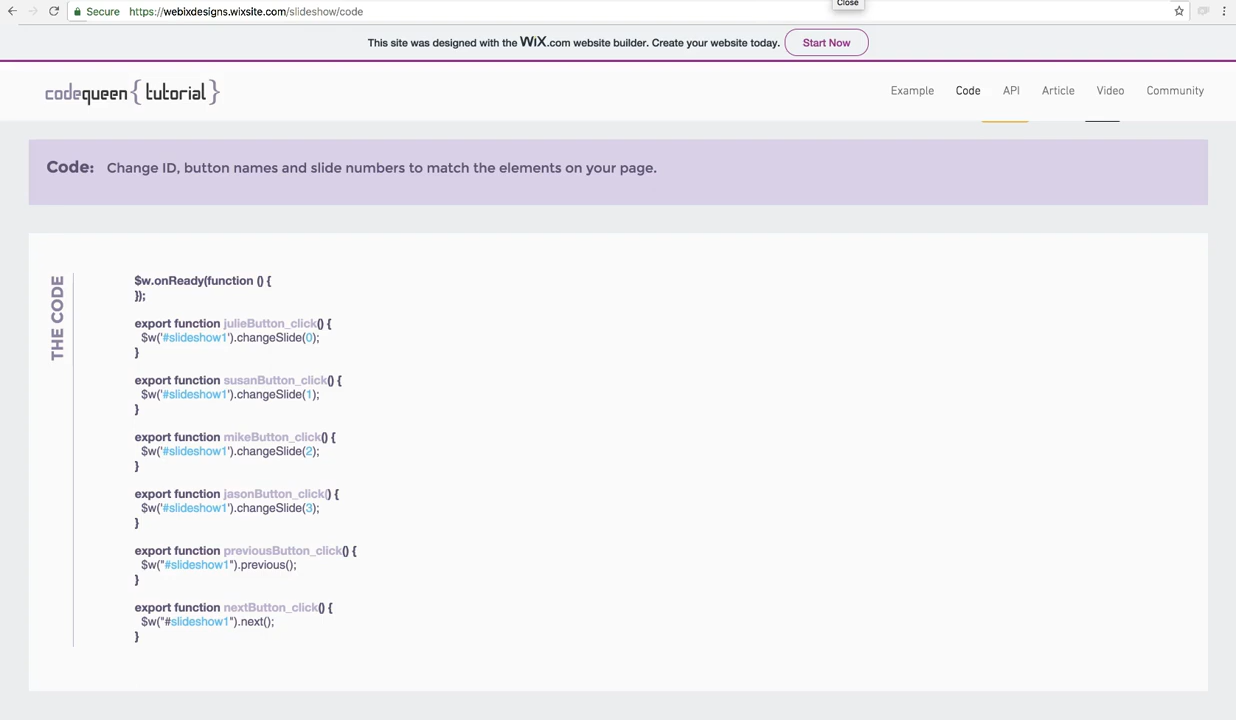 Close
Secure https://webixdesigns.wixsite.com/slideshow/code
This site was designed with the WiX.com website builder. Create your website today. Start Now
codequeen{tutorial}
Example Code API Article Video Community
Code: Change ID, button names and slide numbers to match the elements on your page.
THE CODE
$w.onReady(function () {
});
export function julieButton_click() {
$w('#slideshow1').changeSlide(0);
}
export function susanButton_click() {
$w('#slideshow1').changeSlide(1);
}
export function mikeButton_click() {
$w('#slideshow1').changeSlide(2);
}
export function jasonButton_click() {
$w('#slideshow1').changeSlide(3);
}
export function previousButton_click() {
$w("#slideshow1").previous();
}
export function nextButton_click() {
$w("#slideshow1").next();
}